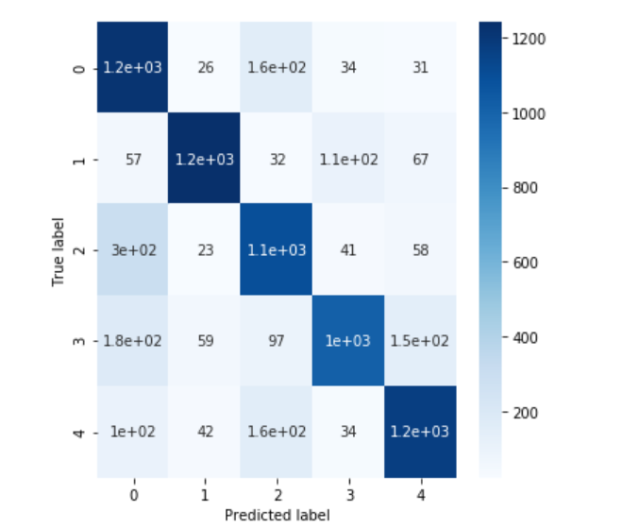 0 1.2e+03 26 1.6e+02 34 31
1 57 1.2e+03 32 1.1e+02 67
2 3e+02 23 1.1e+03 41 58
3 1.8e+02 59 97 1e+03 1.5e+02
4 1e+02 42 1.6e+02 34 1.2e+03
0 1 2 3 4
Predicted label
True label
1200
1000
800
600
400
200